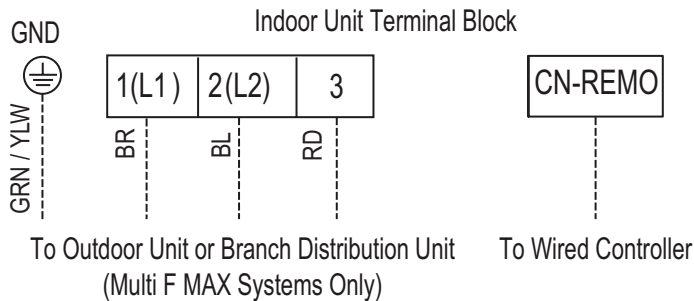 Indoor Unit Terminal Block
GND
1(L1) 2(L2) 3
CN-REMO
GRN / YLW
BR
BL
RD
To Outdoor Unit or Branch Distribution Unit
(Multi F MAX Systems Only)
To Wired Controller